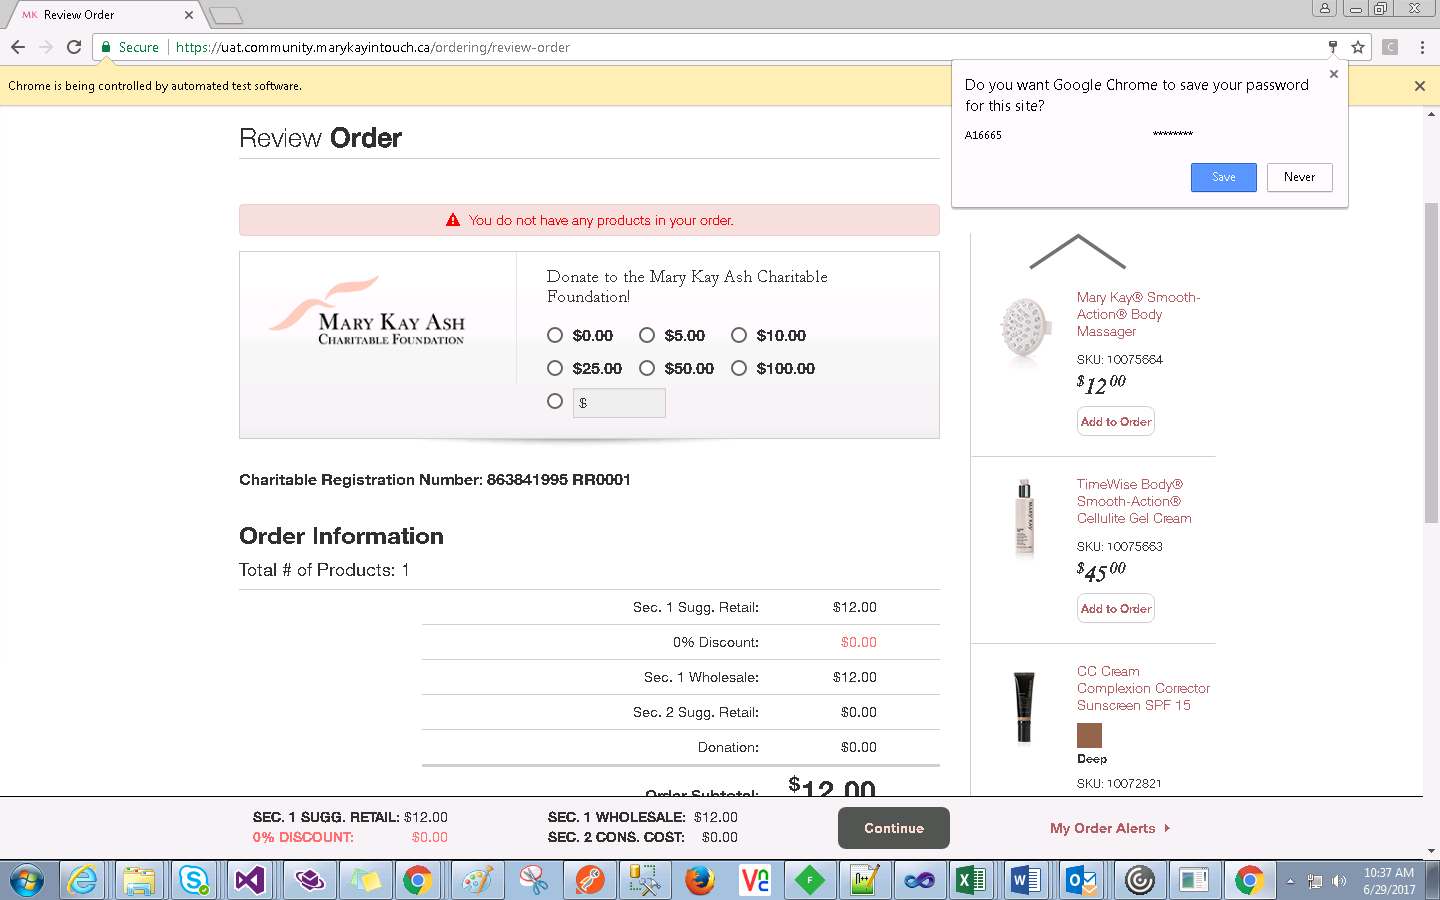 MK Review Order
Secure https://uat.community.marykayintouch.ca/ordering/review-order
C
Chrome is being controlled by automated test software.
Do you want Google Chrome to save your password
for this site?
A16665 ********
Save Never
Review Order
You do not have any products in your order.
MARY KAY ASH
CHARITABLE FOUNDATION
Donate to the Mary Kay Ash Charitable
Foundation!
$0.00 $5.00 $10.00
$25.00 $50.00 $100.00
$
Charitable Registration Number: 863841995 RR0001
Order Information
Total # of Products: 1
Sec. 1 Sugg. Retail: $12.00
0% Discount: $0.00
Sec. 1 Wholesale: $12.00
Sec. 2 Sugg. Retail: $0.00
Donation: $0.00
Order Subtotal: $12.00
Mary Kay® Smooth-
Action® Body
Massager
SKU: 10075664
$12 00
Add to Order
TimeWise Body®
Smooth-Action®
Cellulite Gel Cream
SKU: 10075663
$45 00
Add to Order
CC Cream
Complexion Corrector
Sunscreen SPF 15
Deep
SKU: 10072821
SEC. 1 SUGG. RETAIL: $12.00
0% DISCOUNT: $0.00
SEC. 1 WHOLESALE: $12.00
SEC. 2 CONS. COST: $0.00
Continue
My Order Alerts
10:37 AM
6/29/2017